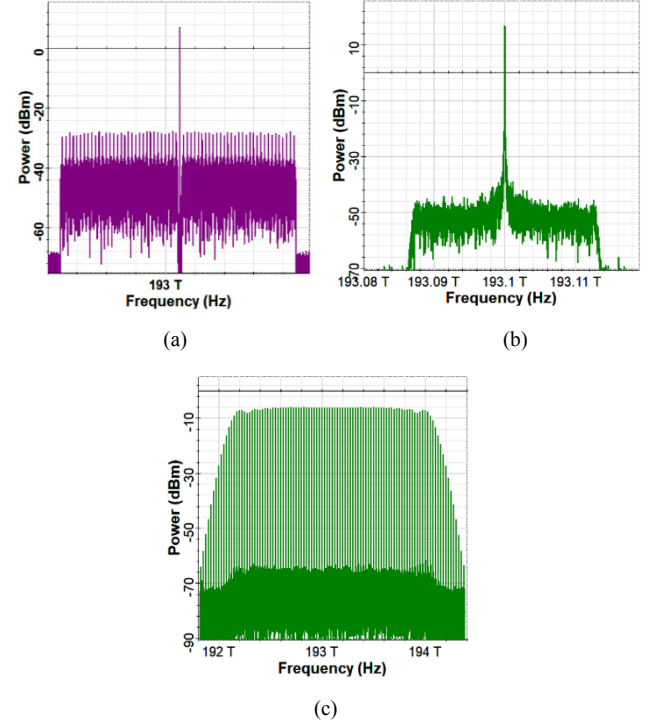 0
-20
-40
-60
Power (dBm)
193 T
Frequency (Hz)
(a)
10
-10
-30
-50
-70
Power (dBm)
193.08 T 193.09 T 193.1 T 193.11 T
Frequency (Hz)
(b)
-10
-30
-50
-70
-90
Power (dBm)
192 T 193 T 194 T
Frequency (Hz)
(c)